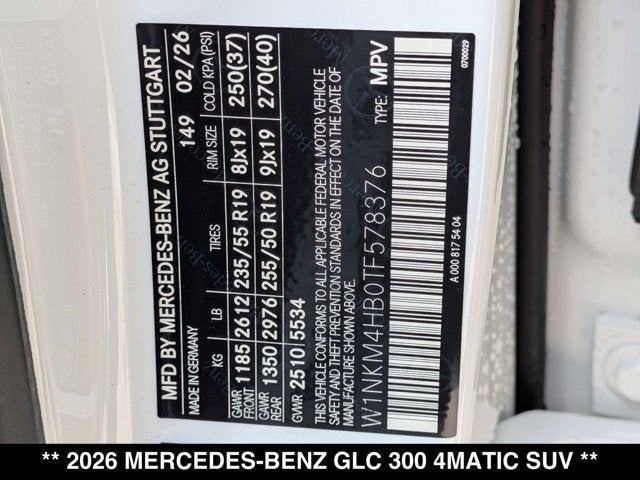 MFD BY MERCEDES-BENZ AG STUTTGART
MADE IN GERMANY 149 02/26
KG LB TIRES RIM SIZE COLD KPA (PSI)
GAWR FRONT 1185 2612 235/55 R19 8Jx19 250(37)
GAWR REAR 1350 2976 255/50 R19 9Jx19 270(40)
GVWR 2510 5534
THIS VEHICLE CONFORMS TO ALL APPLICABLE FEDERAL MOTOR VEHICLE
SAFETY AND THEFT PREVENTION STANDARDS IN EFFECT ON THE DATE OF
MANUFACTURE SHOWN ABOVE.
W1NKM4HB0TF578376 TYPE: MPV
A 000 817 54 04
0700029
** 2026 MERCEDES-BENZ GLC 300 4MATIC SUV **